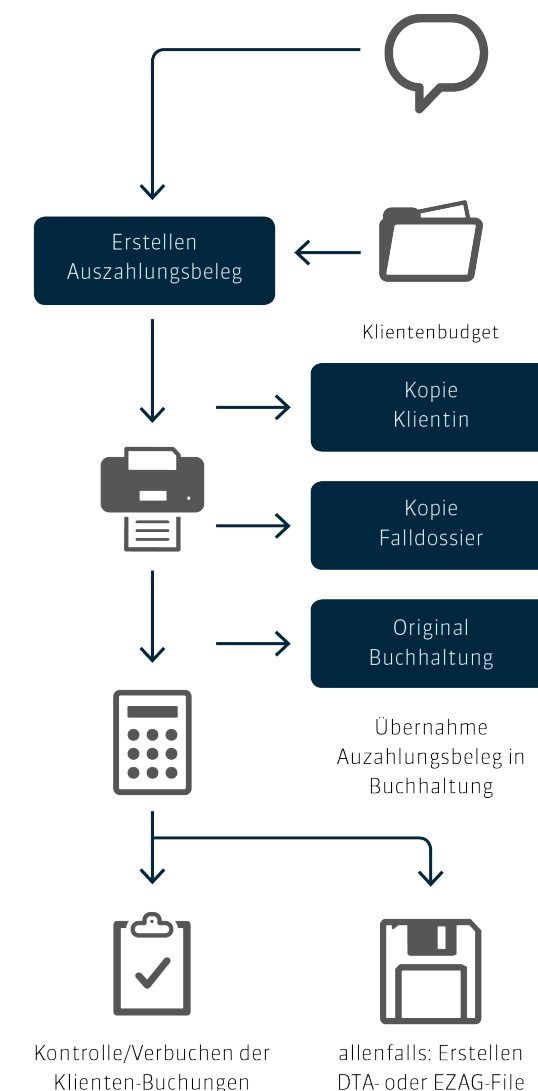 Erstellen
Auszahlungsbeleg
Klientenbudget
Kopie
Klientin
Kopie
Falldossier
Original
Buchhaltung
Übernahme
Auzahlungsbeleg in
Buchhaltung
Kontrolle/Verbuchen der
Klienten-Buchungen
allenfalls: Erstellen
DTA- oder EZAG-File